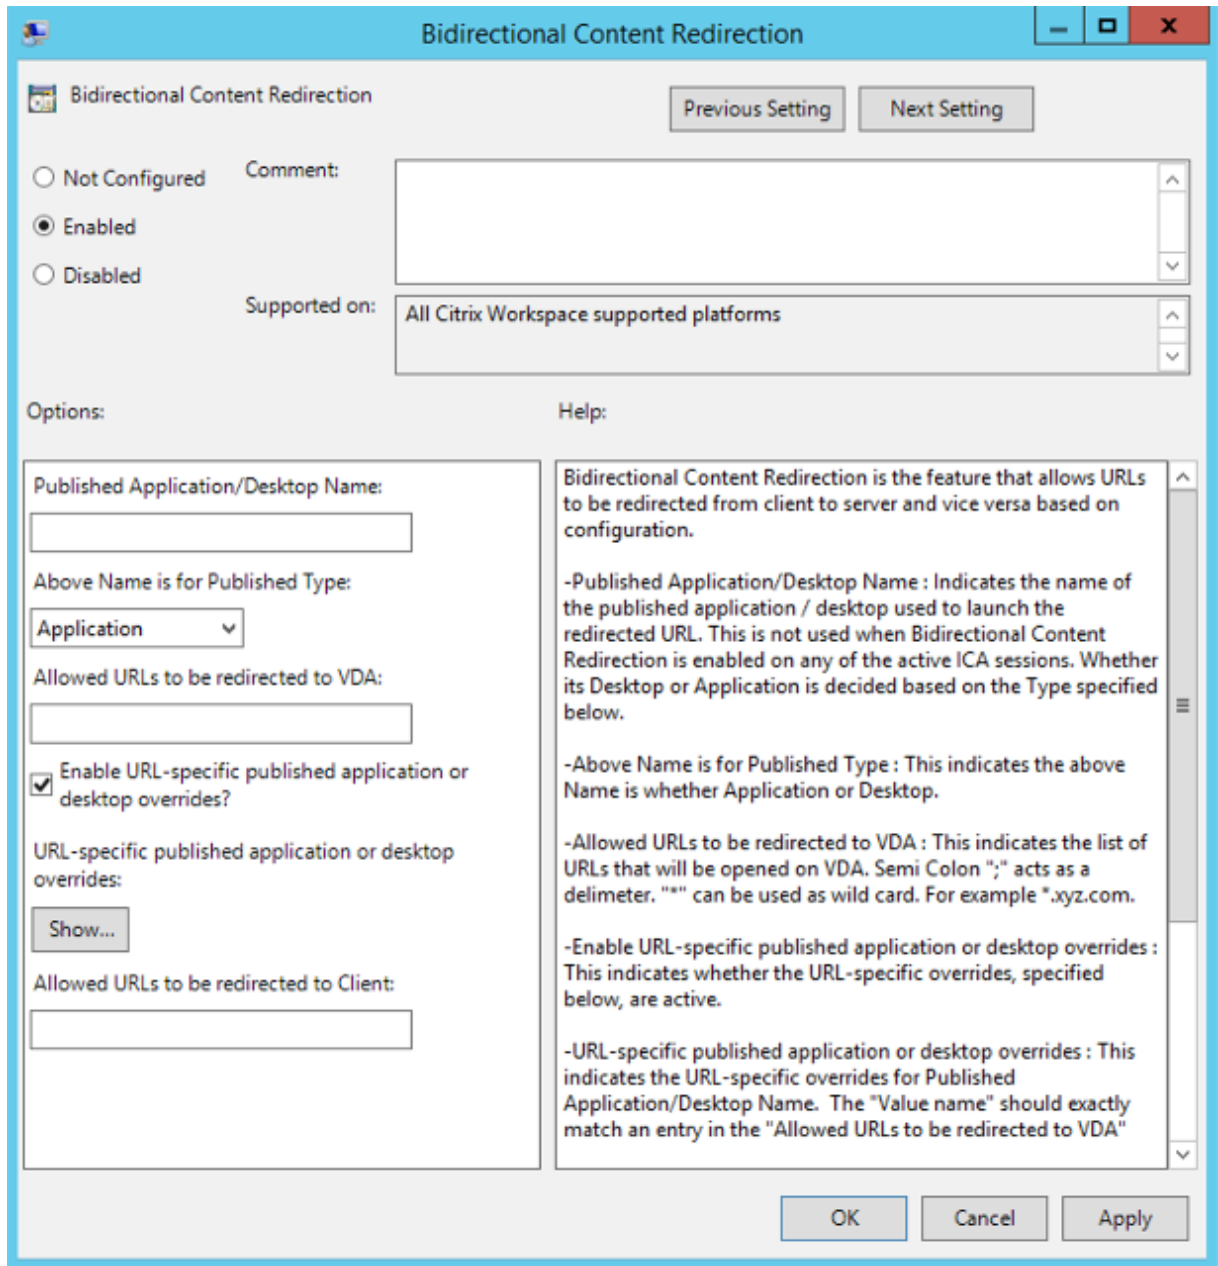 Bidirectional Content Redirection
Bidirectional Content Redirection
Previous Setting
Next Setting
Not Configured
Enabled
Disabled
Comment:
Supported on:
All Citrix Workspace supported platforms
Options:
Help:
Published Application/Desktop Name:
Above Name is for Published Type:
Application
Allowed URLs to be redirected to VDA:
Enable URL-specific published application or
desktop overrides?
URL-specific published application or desktop
overrides:
Show...
Allowed URLs to be redirected to Client:
Bidirectional Content Redirection is the feature that allows URLs
to be redirected from client to server and vice versa based on
configuration.
-Published Application/Desktop Name : Indicates the name of
the published application / desktop used to launch the
redirected URL. This is not used when Bidirectional Content
Redirection is enabled on any of the active ICA sessions. Whether
its Desktop or Application is decided based on the Type specified
below.
-Above Name is for Published Type : This indicates the above
Name is whether Application or Desktop.
-Allowed URLs to be redirected to VDA : This indicates the list of
URLs that will be opened on VDA. Semi Colon ";" acts as a
delimeter. "*" can be used as wild card. For example *.xyz.com.
-Enable URL-specific published application or desktop overrides :
This indicates whether the URL-specific overrides, specified
below, are active.
-URL-specific published application or desktop overrides : This
indicates the URL-specific overrides for Published
Application/Desktop Name. The "Value name" should exactly
match an entry in the "Allowed URLs to be redirected to VDA"
OK
Cancel
Apply